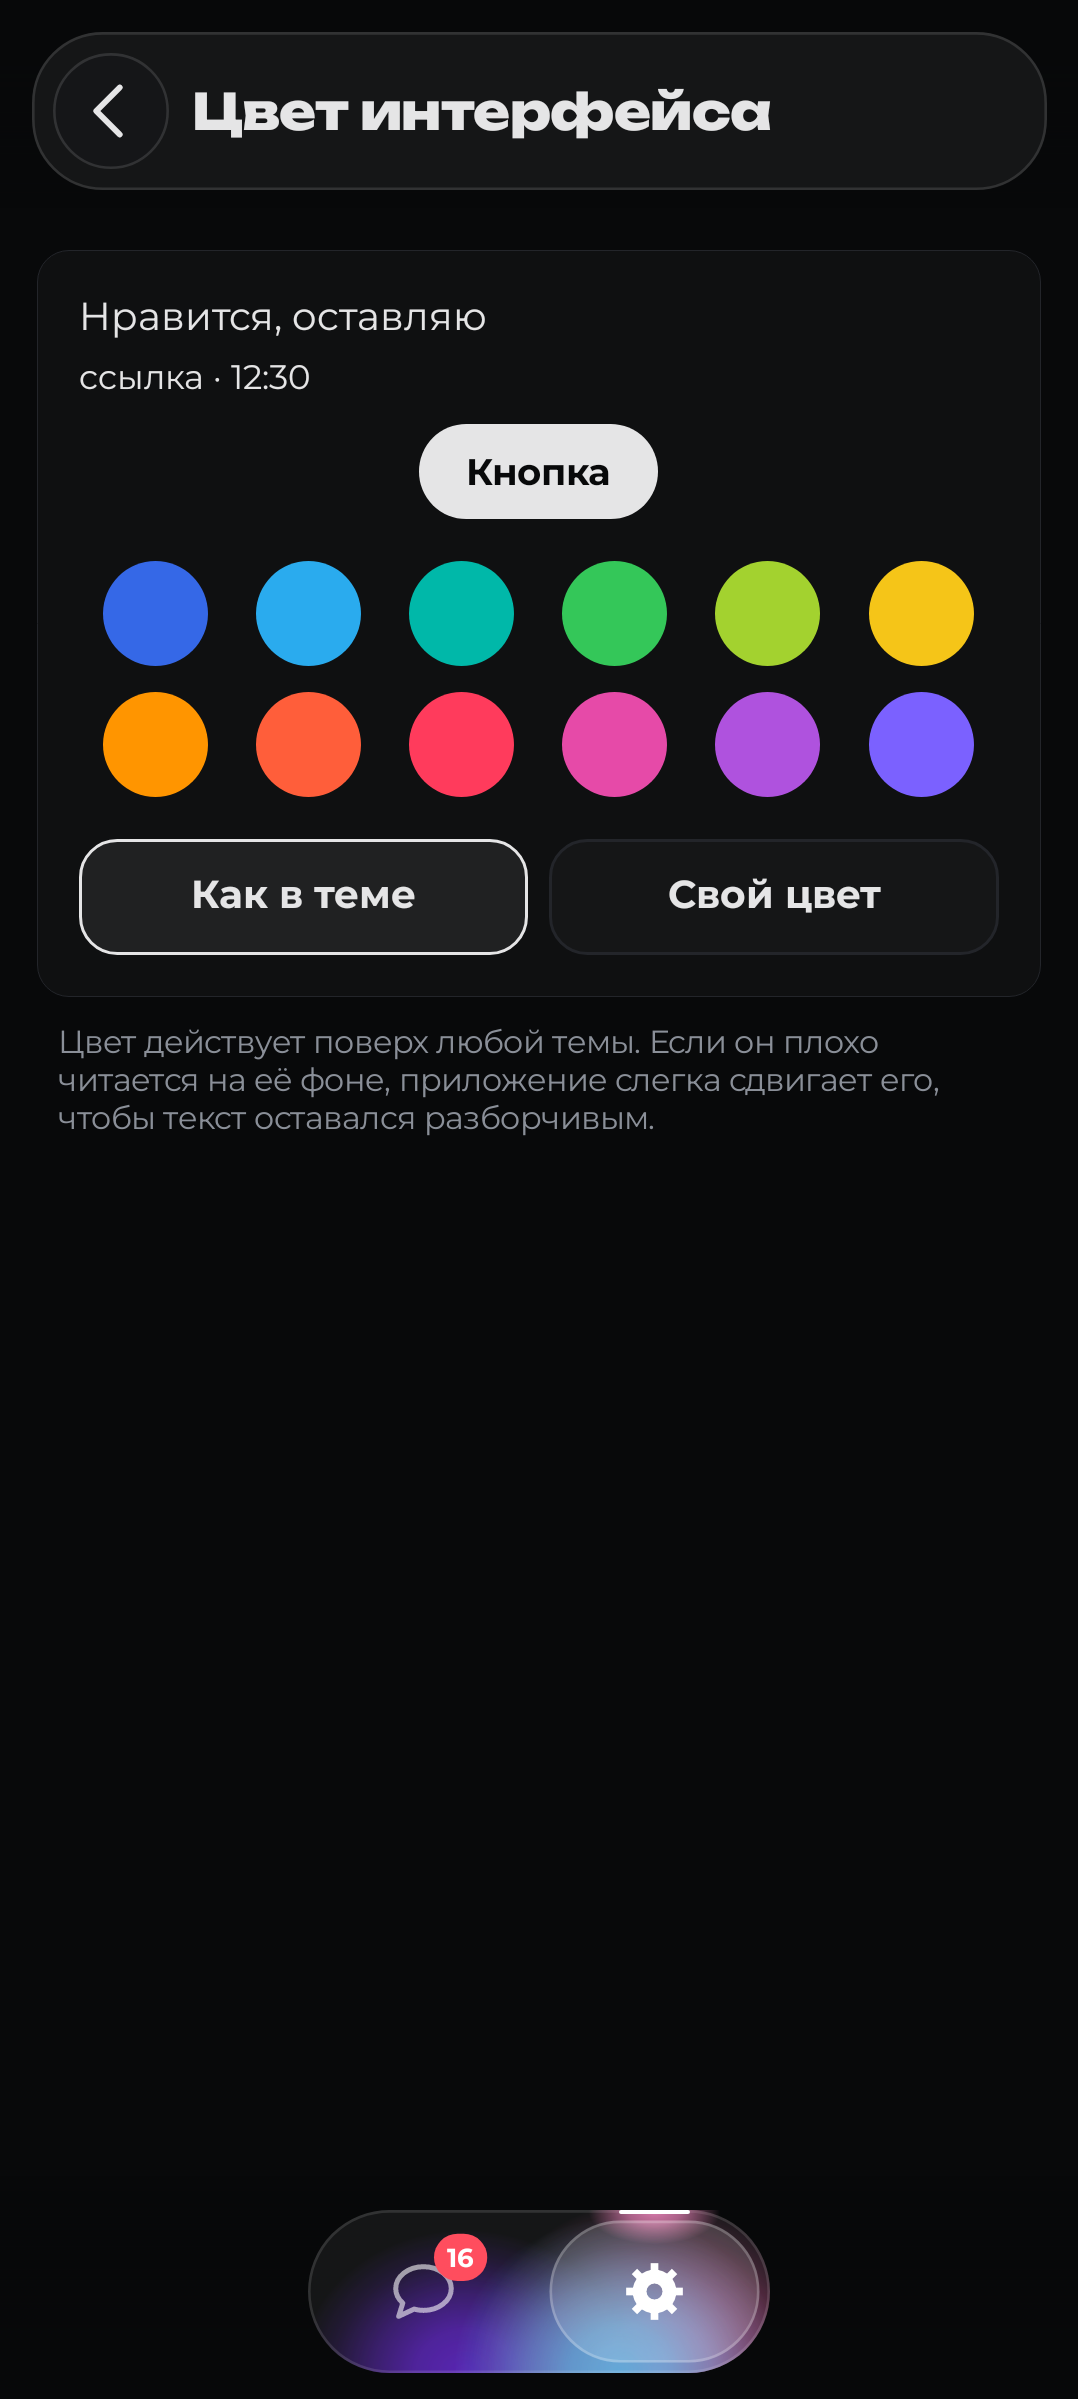 Цвет интерфейса
Нравится, оставляю
ссылка · 12:30
Кнопка
Как в теме
Свой цвет
Цвет действует поверх любой темы. Если он плохо
читается на её фоне, приложение слегка сдвигает его,
чтобы текст оставался разборчивым.
16